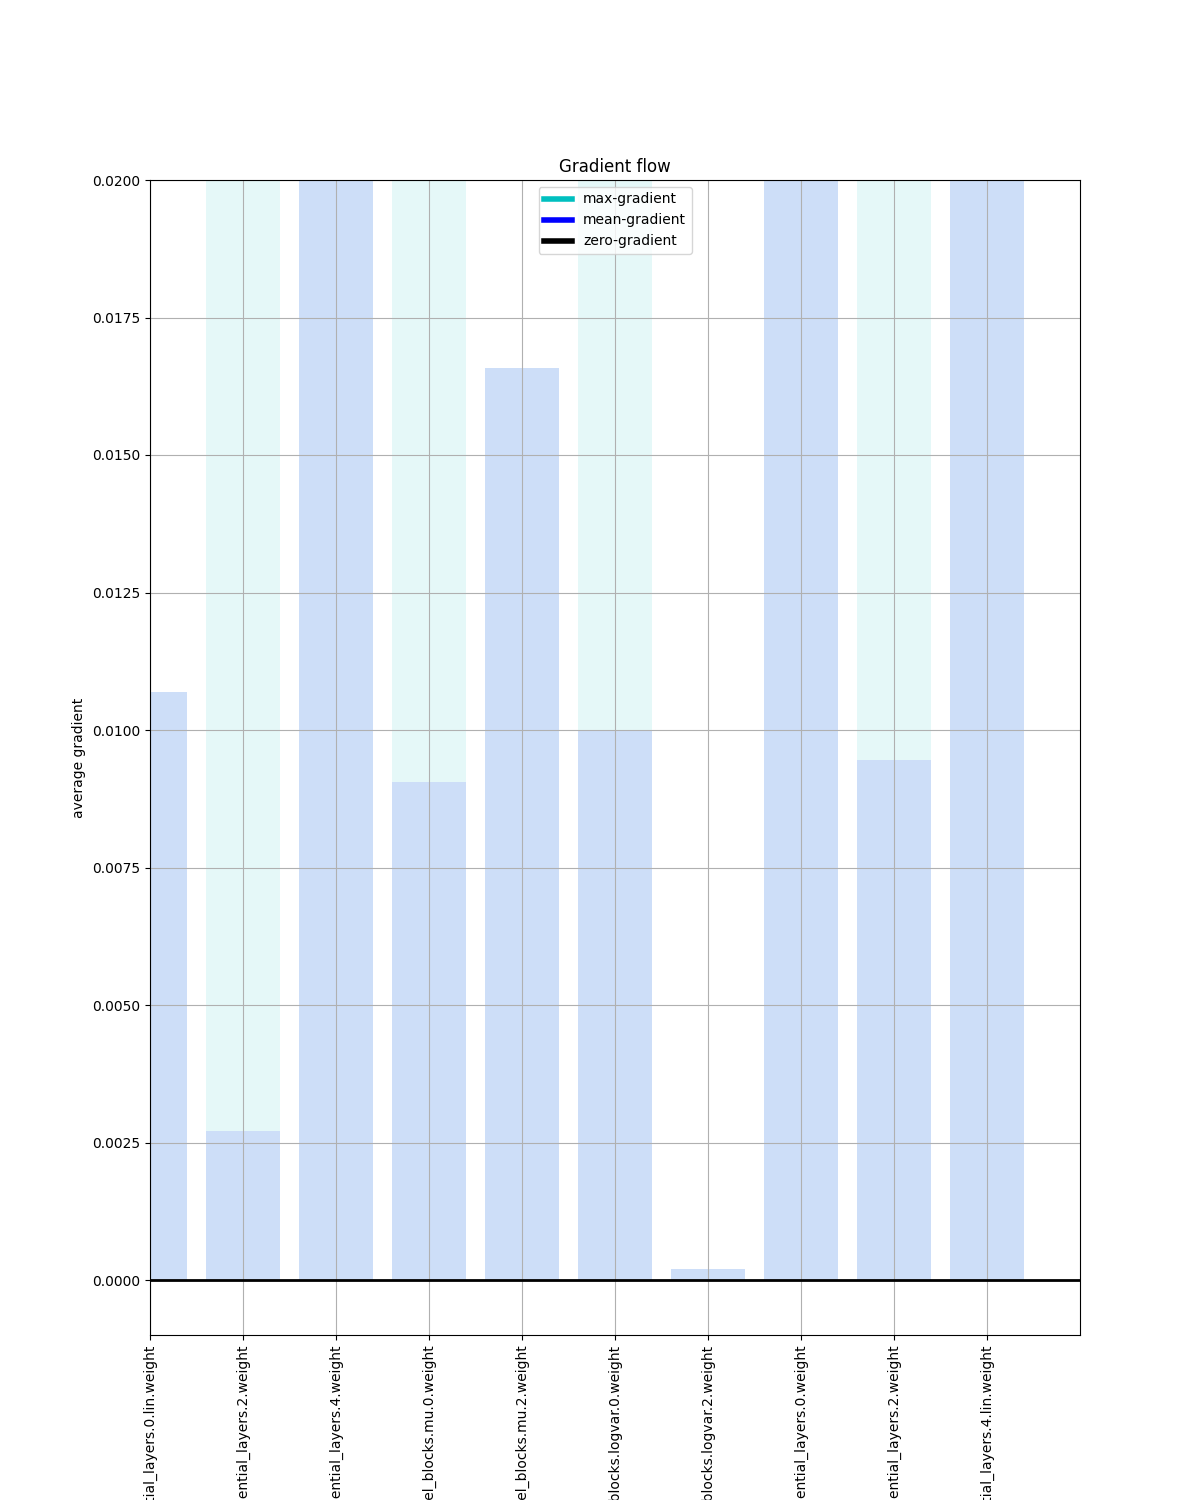 Gradient flow
max-gradient
mean-gradient
zero-gradient
0.0200
0.0175
0.0150
0.0125
0.0100
0.0075
0.0050
0.0025
0.0000
average gradient
tial_layers.0.lin.weight
ential_layers.2.weight
ential_layers.4.weight
el_blocks.mu.0.weight
el_blocks.mu.2.weight
blocks.logvar.0.weight
blocks.logvar.2.weight
ential_layers.0.weight
ential_layers.2.weight
tial_layers.4.lin.weight